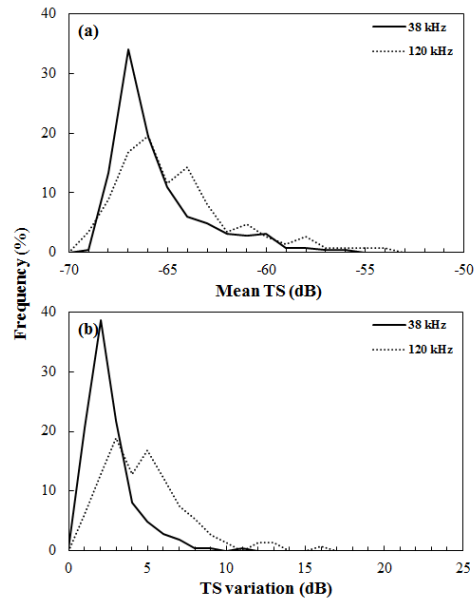 (a)
38 kHz
120 kHz
40
30
20
10
0
-70 -65 -60 -55 -50
Mean TS (dB)
Frequency (%)
(b)
38 kHz
120 kHz
40
30
20
10
0
0 5 10 15 20 25
TS variation (dB)